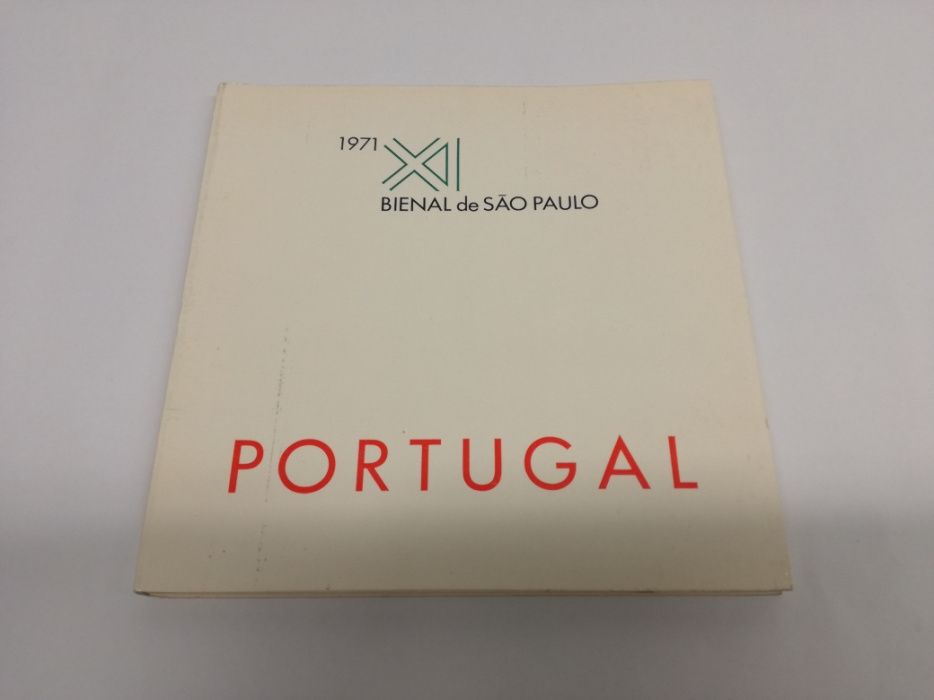 1971 XI
BIENAL de SÃO PAULO
PORTUGAL